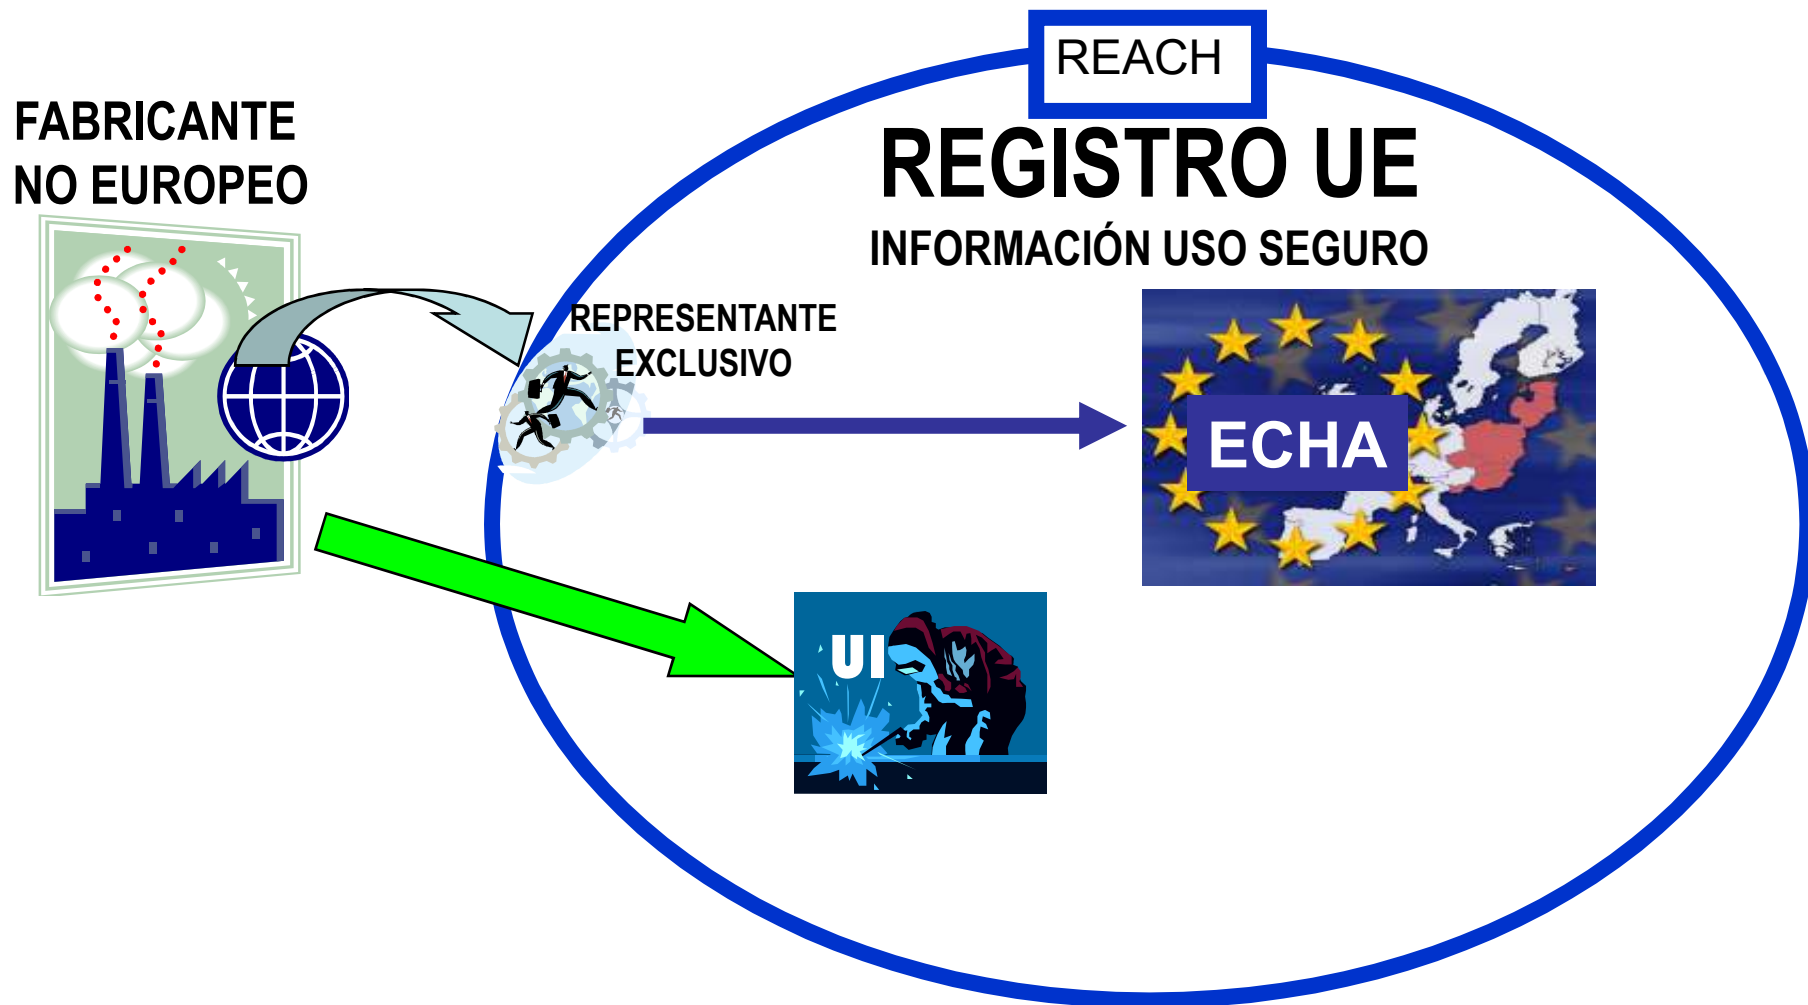 REACH
FABRICANTE
NO EUROPEO
REGISTRO UE
INFORMACIÓN USO SEGURO
REPRESENTANTE
EXCLUSIVO
ECHA
UI